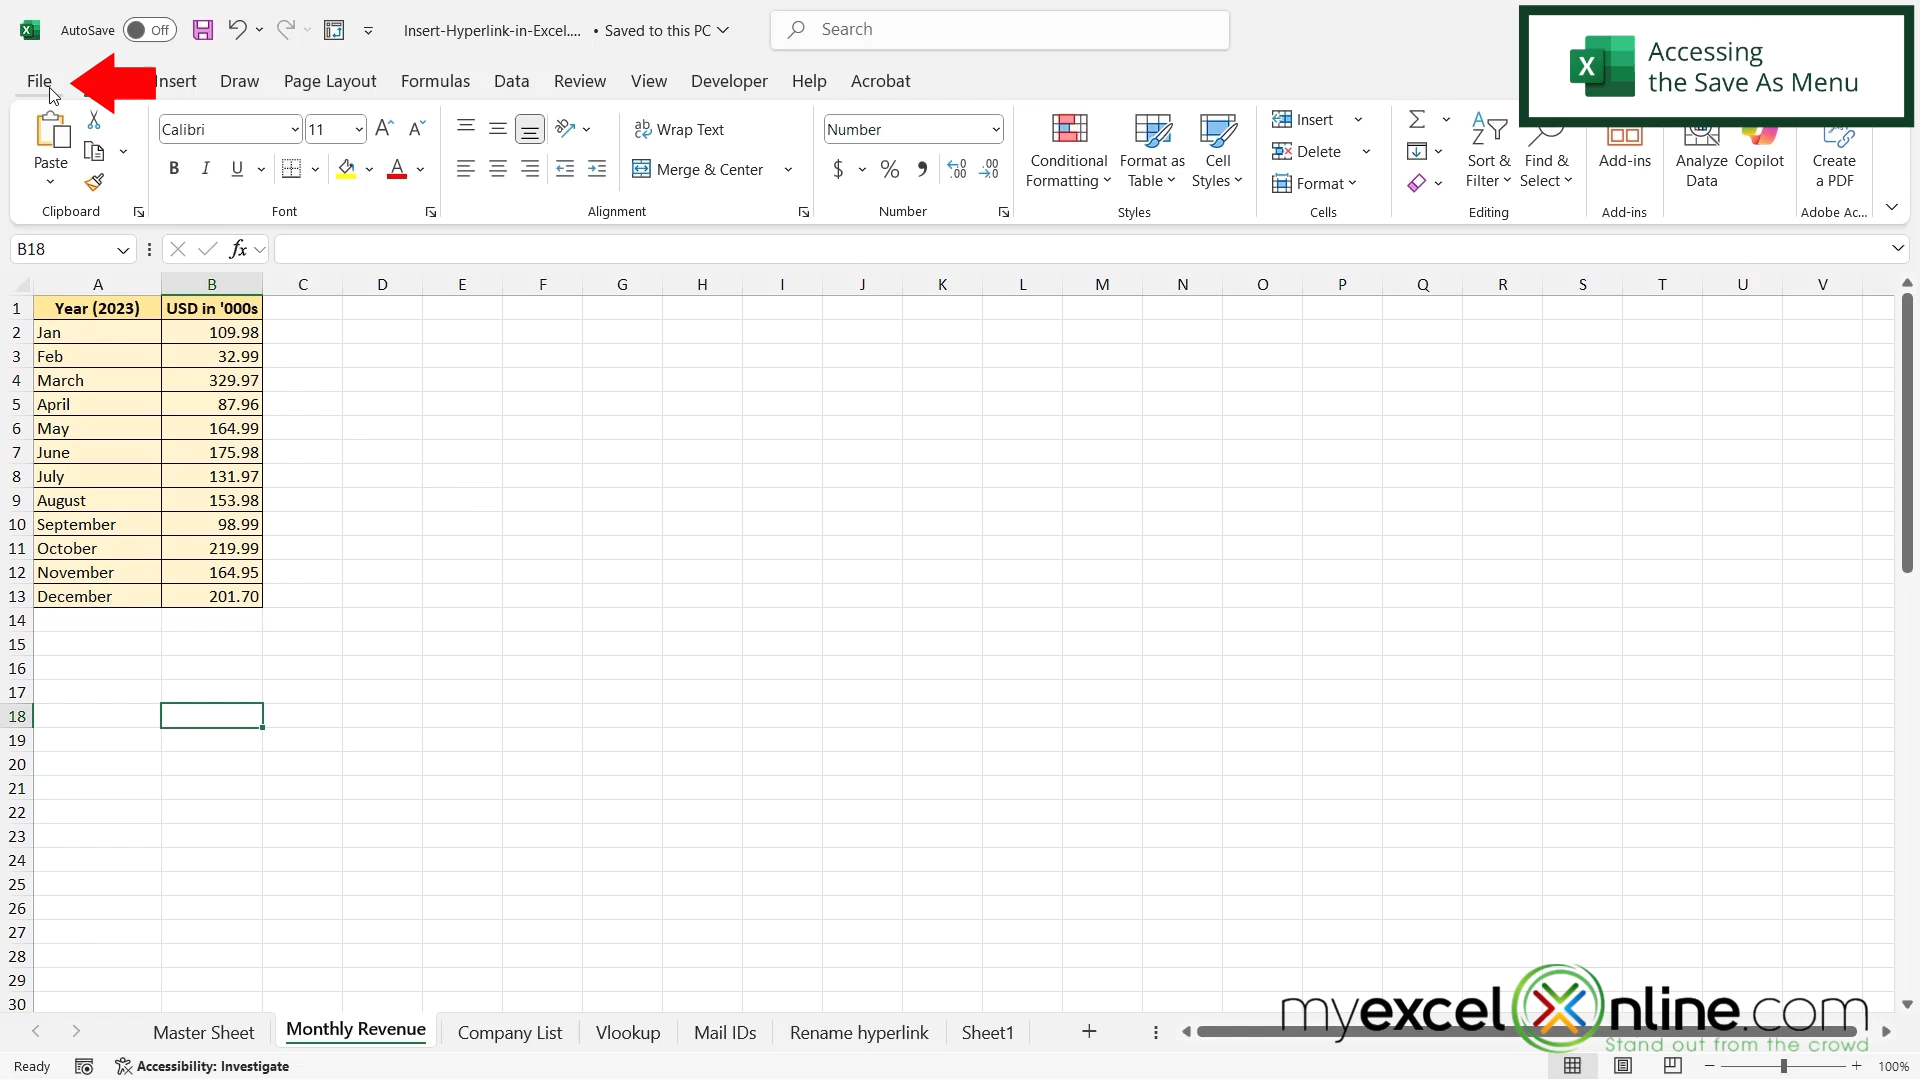 AutoSave Off Insert-Hyperlink-in-Excel.... • Saved to this PC Search
Accessing
the Save As Menu
File Insert Draw Page Layout Formulas Data Review View Developer Help Acrobat
Paste
Clipboard
Calibri 11
B I U A
Font
ab Wrap Text
Merge & Center
Alignment
Number
$ % 9 .00
Number
Conditional
Formatting
Format as
Table
Cell
Styles
Styles
Insert
Delete
Format
Cells
Sort &
Filter
Find &
Select
Editing
Add-ins
Add-ins
Analyze
Data
Copilot
Create
a PDF
Adobe Ac...
B18 fx
A B C D E F G H I J K L M N O P Q R S T U V
1 Year (2023) USD in '000s
2 Jan 109.98
3 Feb 32.99
4 March 329.97
5 April 87.96
6 May 164.99
7 June 175.98
8 July 131.97
9 August 153.98
10 September 98.99
11 October 219.99
12 November 164.95
13 December 201.70
14
15
16
17
18
19
20
21
22
23
24
25
26
27
28
29
30
myexcelonline.com
Stand out from the crowd
Master Sheet Monthly Revenue Company List Vlookup Mail IDs Rename hyperlink Sheet1
Ready Accessibility: Investigate 100%